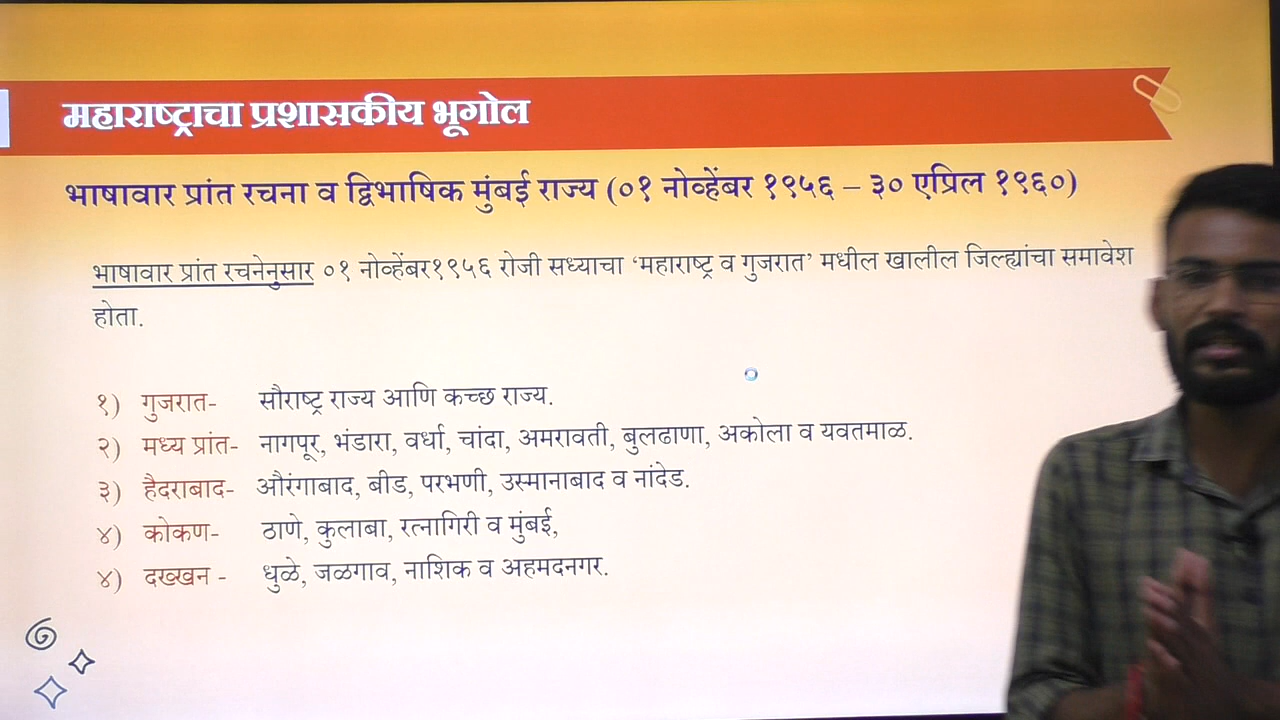 महाराष्ट्राचा प्रशासकीय भूगोल
भाषावार प्रांत रचना व द्विभाषिक मुंबई राज्य (०१ नोव्हेंबर १९५६ – ३० एप्रिल १९६०)
भाषावार प्रांत रचनेनुसार ०१ नोव्हेंबर१९५६ रोजी सध्याचा ‘महाराष्ट्र व गुजरात’ मधील खालील जिल्ह्यांचा समावेश
होता.
१) गुजरात- सौराष्ट्र राज्य आणि कच्छ राज्य.
२) मध्य प्रांत- नागपूर, भंडारा, वर्धा, चांदा, अमरावती, बुलढाणा, अकोला व यवतमाळ.
३) हैदराबाद- औरंगाबाद, बीड, परभणी, उस्मानाबाद व नांदेड.
४) कोकण- ठाणे, कुलाबा, रत्नागिरी व मुंबई,
४) दख्खन - धुळे, जळगाव, नाशिक व अहमदनगर.